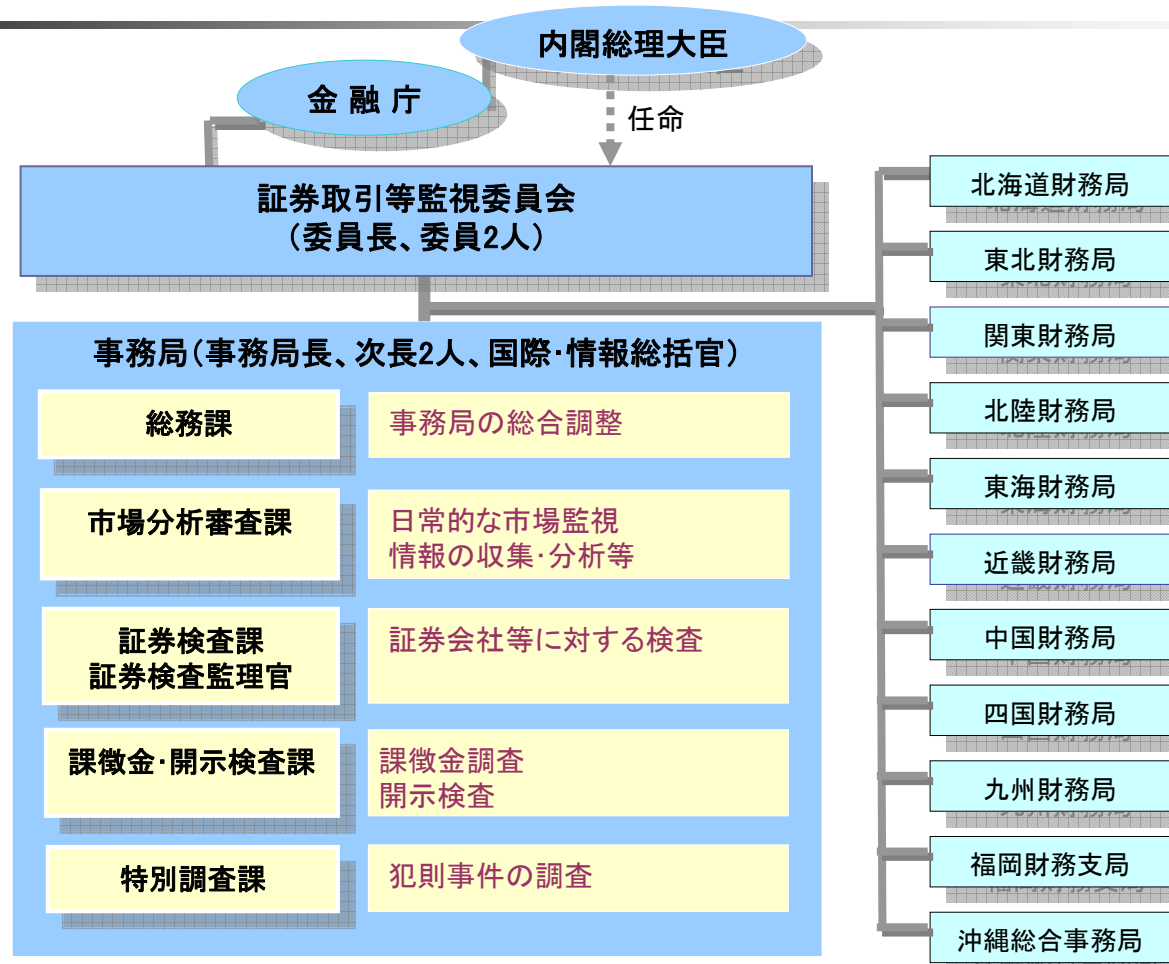 内閣総理大臣
金融庁
任命
証券取引等監視委員会
(委員長、委員2人)
事務局(事務局長、次長2人、国際・情報総括官)
総務課
事務局の総合調整
市場分析審査課
日常的な市場監視
情報の収集・分析等
証券検査課
証券検査監理官
証券会社等に対する検査
課徴金・開示検査課
課徴金調査
開示検査
特別調査課
犯則事件の調査
北海道財務局
東北財務局
関東財務局
北陸財務局
東海財務局
近畿財務局
中国財務局
四国財務局
九州財務局
福岡財務支局
沖縄総合事務局